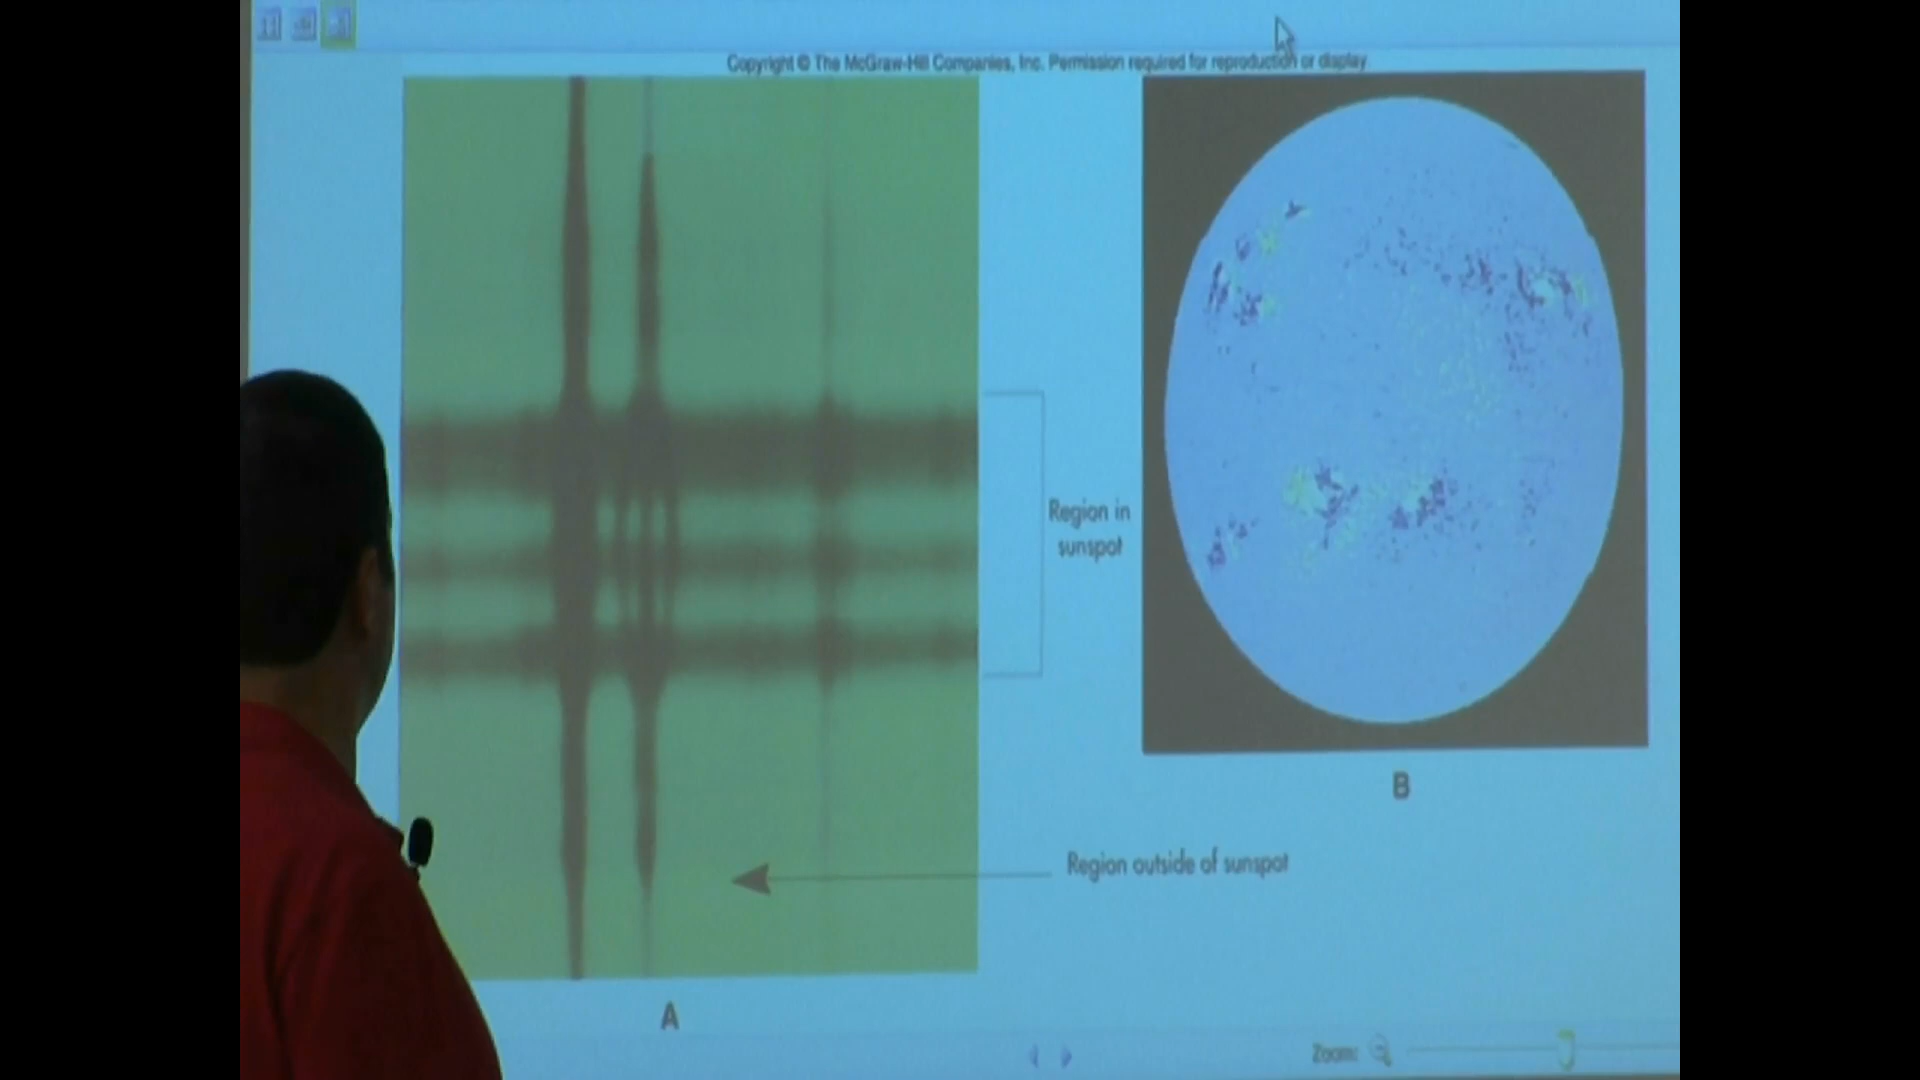 Copyright © The McGraw-Hill Companies, Inc. Permission required for reproduction or display.
Region in
sunspot
B
Region outside of sunspot
A
Zoom: